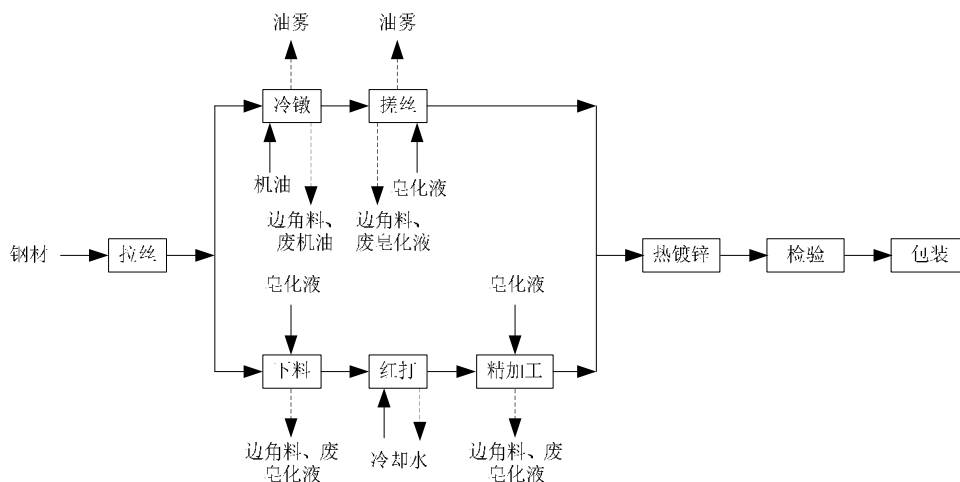 油雾
油雾
冷镦
搓丝
机油
皂化液
边角料、
废机油
边角料、
废皂化液
钢材
拉丝
热镀锌
检验
包装
皂化液
皂化液
下料
红打
精加工
边角料、废
皂化液
冷却水
边角料、废
皂化液